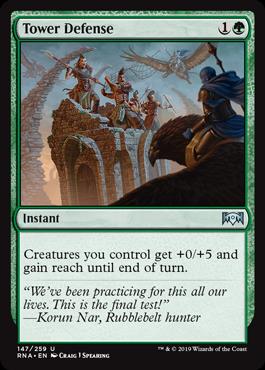 Tower Defense 1
Instant
Creatures you control get +0/+5 and
gain reach until end of turn.
“We’ve been practicing for this all our
lives. This is the final test!”
—Korun Nar, Rubblebelt hunter
147/259 U
RNA • EN CRAIG J SPEARING
™ & © 2019 Wizards of the Coast